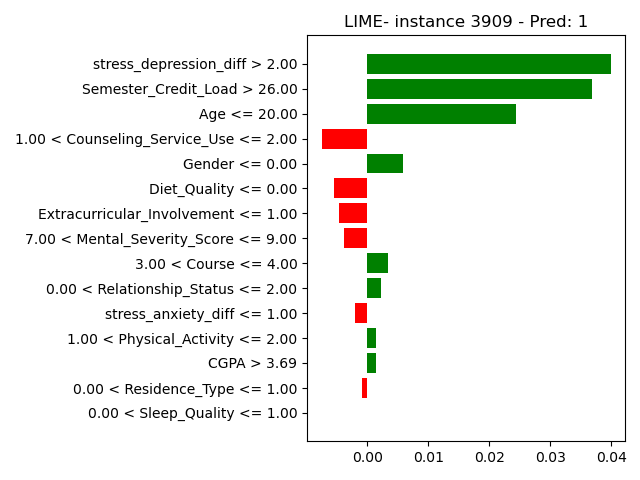 LIME- instance 3909 - Pred: 1
stress_depression_diff > 2.00
Semester_Credit_Load > 26.00
Age <= 20.00
1.00 < Counseling_Service_Use <= 2.00
Gender <= 0.00
Diet_Quality <= 0.00
Extracurricular_Involvement <= 1.00
7.00 < Mental_Severity_Score <= 9.00
3.00 < Course <= 4.00
0.00 < Relationship_Status <= 2.00
stress_anxiety_diff <= 1.00
1.00 < Physical_Activity <= 2.00
CGPA > 3.69
0.00 < Residence_Type <= 1.00
0.00 < Sleep_Quality <= 1.00
0.00 0.01 0.02 0.03 0.04